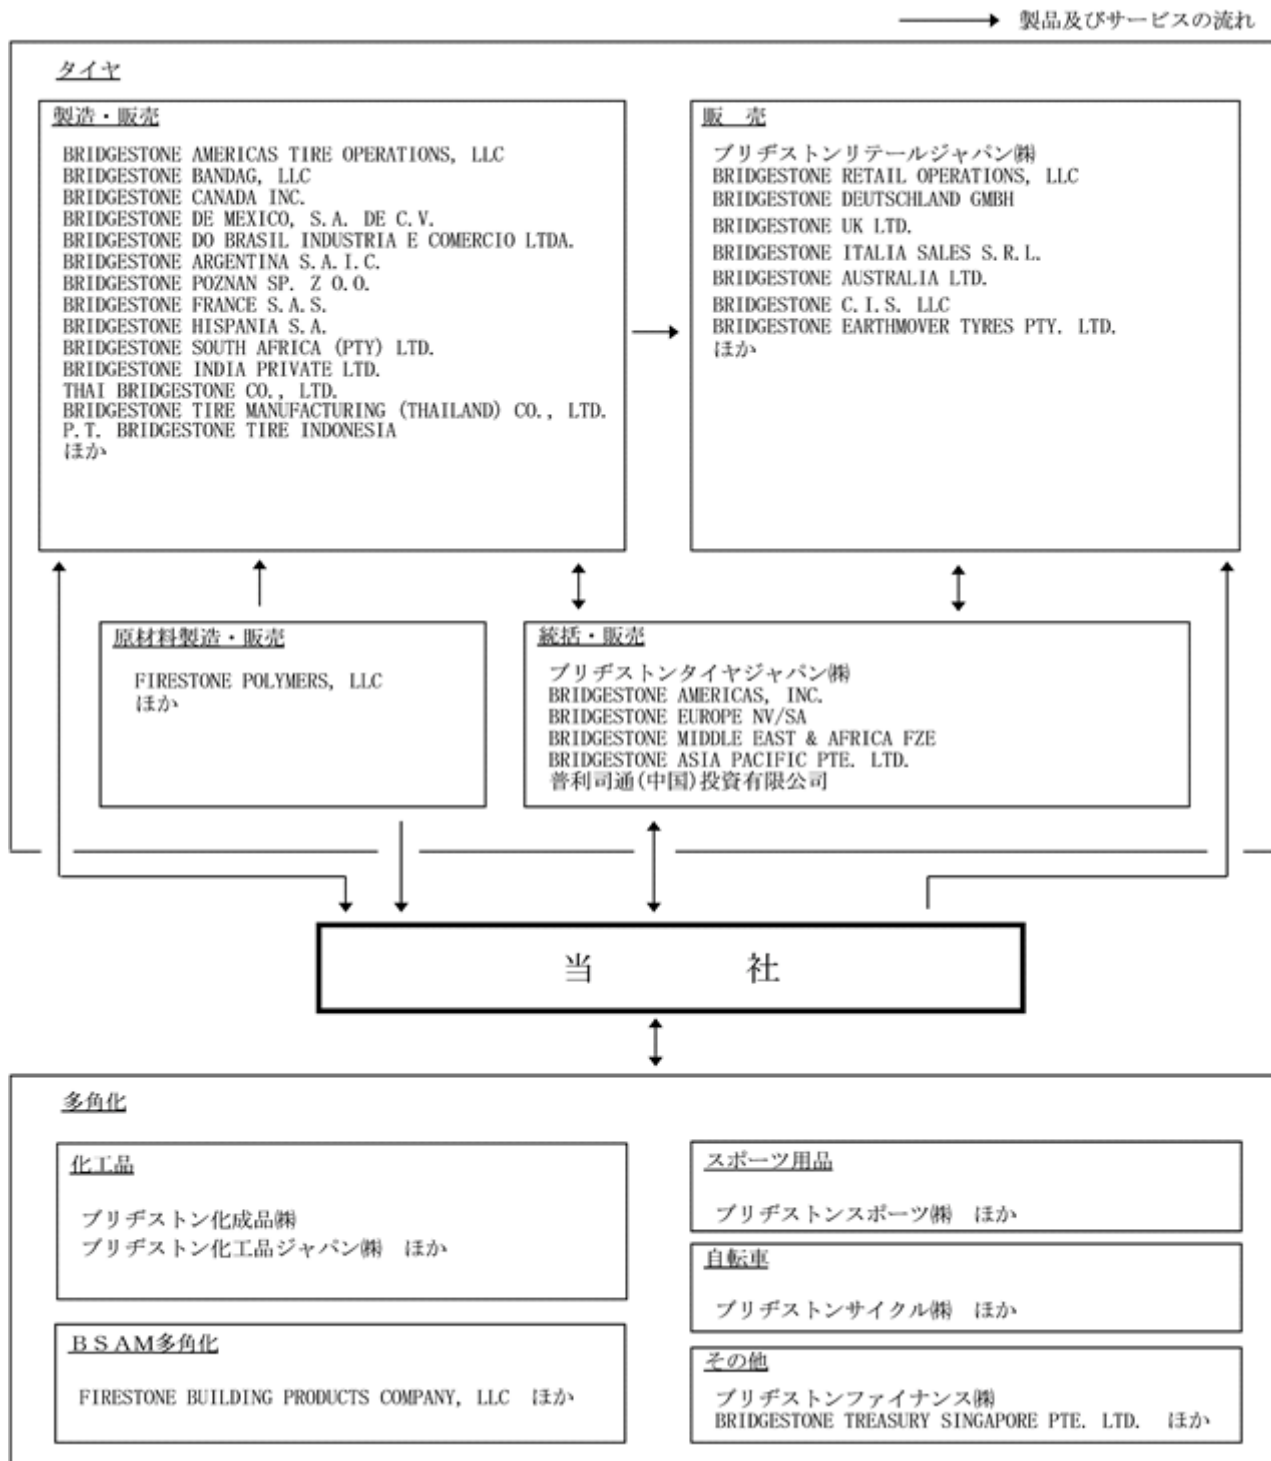 製品及びサービスの流れ
タイヤ
製造・販売
BRIDGESTONE AMERICAS TIRE OPERATIONS, LLC
BRIDGESTONE BANDAG, LLC
BRIDGESTONE CANADA INC.
BRIDGESTONE DE MEXICO, S.A. DE C.V.
BRIDGESTONE DO BRASIL INDUSTRIA E COMERCIO LTDA.
BRIDGESTONE ARGENTINA S.A.I.C.
BRIDGESTONE POZNAN SP. Z O.O.
BRIDGESTONE FRANCE S.A.S.
BRIDGESTONE HISPANIA S.A.
BRIDGESTONE SOUTH AFRICA (PTY) LTD.
BRIDGESTONE INDIA PRIVATE LTD.
THAI BRIDGESTONE CO., LTD.
BRIDGESTONE TIRE MANUFACTURING (THAILAND) CO., LTD.
P.T. BRIDGESTONE TIRE INDONESIA
ほか
販　売
ブリヂストンリテールジャパン㈱
BRIDGESTONE RETAIL OPERATIONS, LLC
BRIDGESTONE DEUTSCHLAND GMBH
BRIDGESTONE UK LTD.
BRIDGESTONE ITALIA SALES S.R.L.
BRIDGESTONE AUSTRALIA LTD.
BRIDGESTONE C.I.S. LLC
BRIDGESTONE EARTHMOVER TYRES PTY. LTD.
ほか
原材料製造・販売
FIRESTONE POLYMERS, LLC
ほか
統括・販売
ブリヂストンタイヤジャパン㈱
BRIDGESTONE AMERICAS, INC.
BRIDGESTONE EUROPE NV/SA
BRIDGESTONE MIDDLE EAST & AFRICA FZE
BRIDGESTONE ASIA PACIFIC PTE. LTD.
普利司通(中国)投資有限公司
当　社
多角化
化工品
ブリヂストン化成品㈱
ブリヂストン化工品ジャパン㈱　ほか
ＢＳＡＭ多角化
FIRESTONE BUILDING PRODUCTS COMPANY, LLC　ほか
スポーツ用品
ブリヂストンスポーツ㈱　ほか
自転車
ブリヂストンサイクル㈱　ほか
その他
ブリヂストンファイナンス㈱
BRIDGESTONE TREASURY SINGAPORE PTE. LTD.　ほか